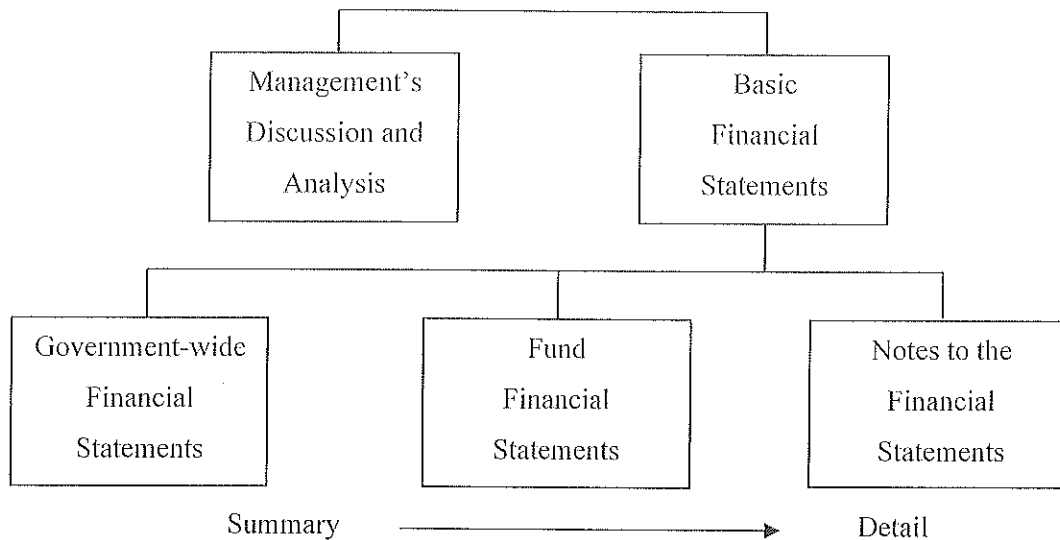 Management's
Discussion and
Analysis
Basic
Financial
Statements
Government-wide
Financial
Statements
Fund
Financial
Statements
Notes to the
Financial
Statements
Summary
Detail